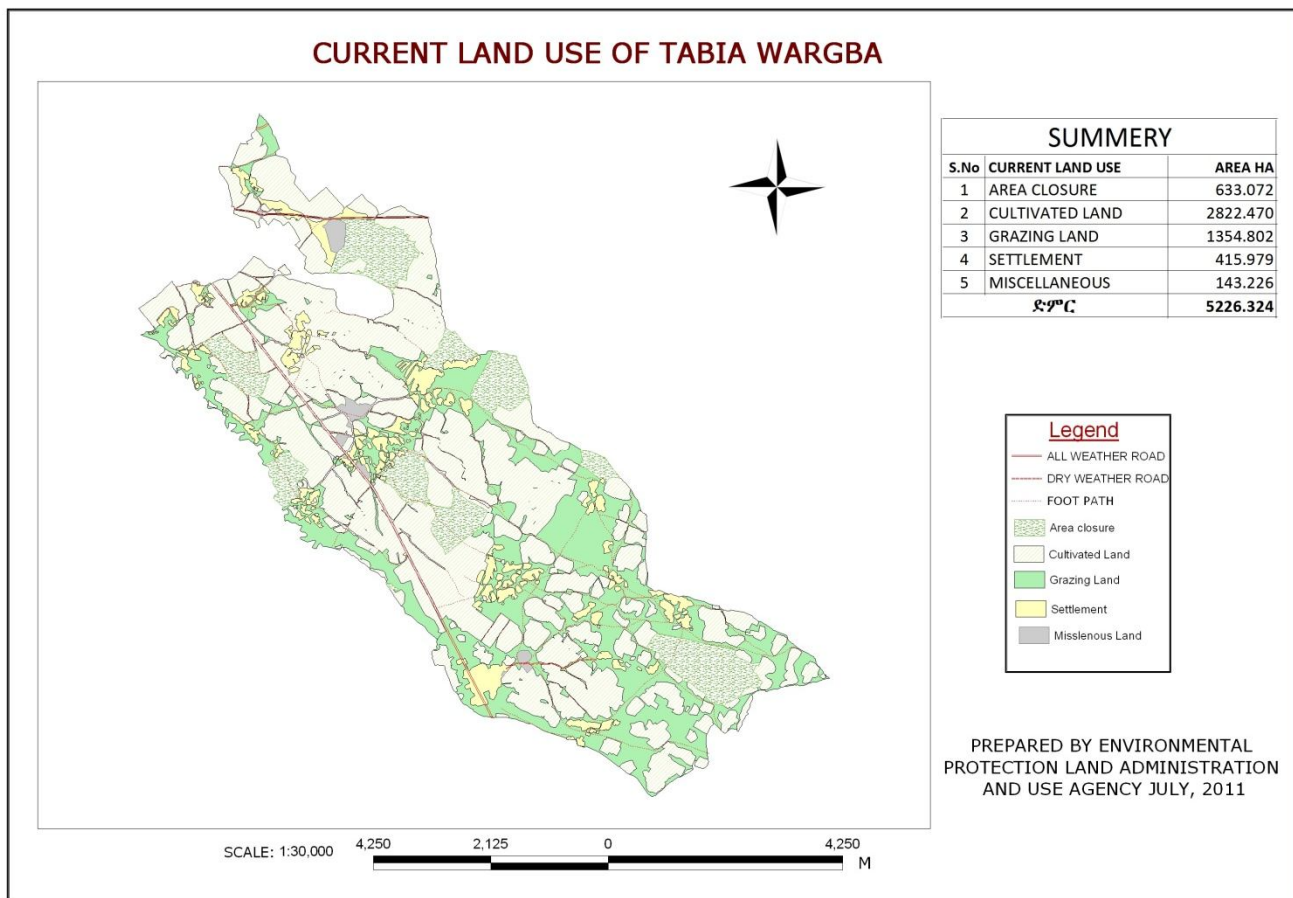 CURRENT LAND USE OF TABIA WARGBA
SUMMERY
S.No CURRENT LAND USE AREA HA
1 AREA CLOSURE 633.072
2 CULTIVATED LAND 2822.470
3 GRAZING LAND 1354.802
4 SETTLEMENT 415.979
5 MISCELLANEOUS 143.226
ድምር 5226.324
Legend
ALL WEATHER ROAD
DRY WEATHER ROAD
FOOT PATH
Area closure
Cultivated Land
Grazing Land
Settlement
Misslenous Land
PREPARED BY ENVIRONMENTAL
PROTECTION LAND ADMINISTRATION
AND USE AGENCY JULY, 2011
SCALE: 1:30,000
4,250 2,125 0 4,250
M